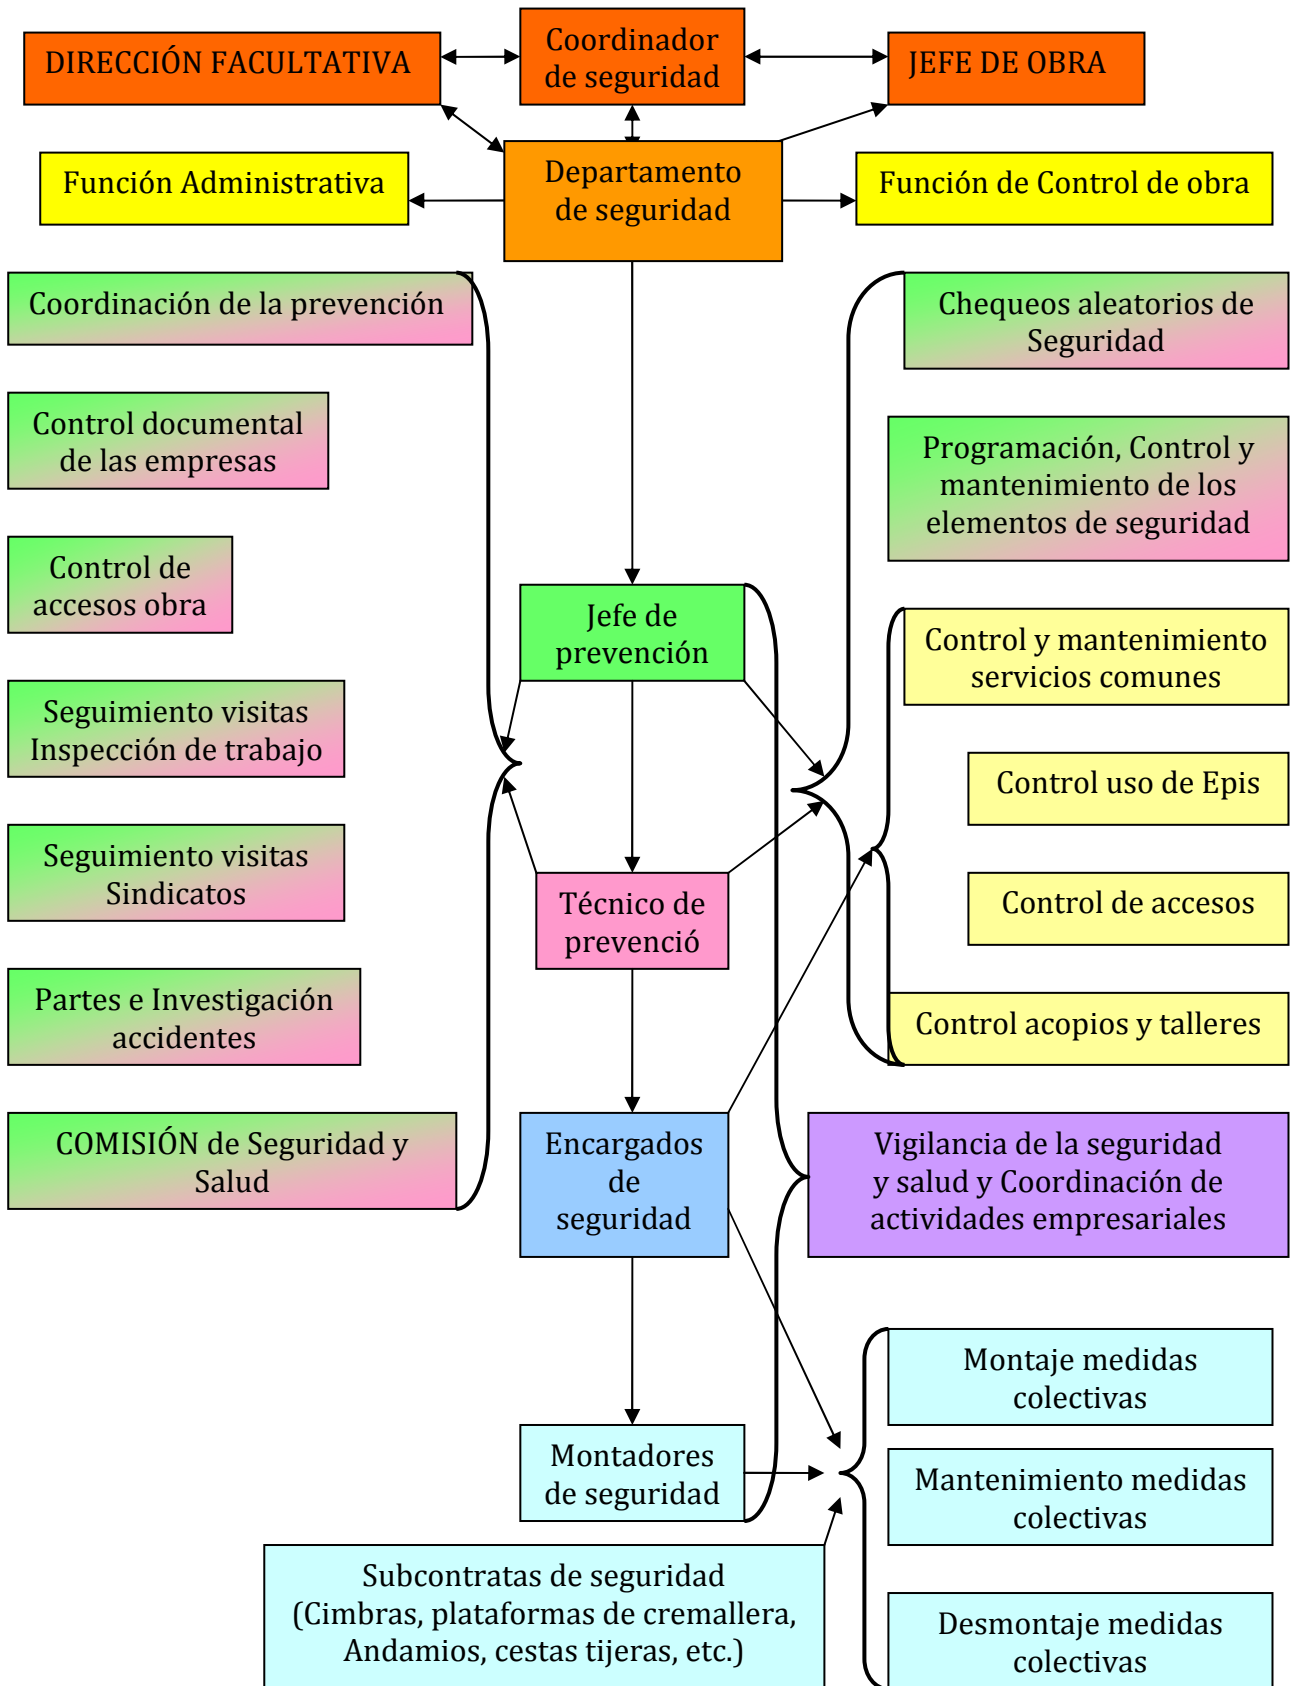 DIRECCIÓN FACULTATIVA
Coordinador
de seguridad
JEFE DE OBRA
Función Administrativa
Departamento
de seguridad
Función de Control de obra
Coordinación de la prevención
Control documental
de las empresas
Control de
accesos obra
Seguimiento visitas
Inspección de trabajo
Seguimiento visitas
Sindicatos
Partes e Investigación
accidentes
COMISIÓN de Seguridad y
Salud
Chequeos aleatorios de
Seguridad
Programación, Control y
mantenimiento de los
elementos de seguridad
Jefe de
prevención
Control y mantenimiento
servicios comunes
Control uso de Epis
Técnico de
prevenció
Control de accesos
Control acopios y talleres
Encargados
de
seguridad
Vigilancia de la seguridad
y salud y Coordinación de
actividades empresariales
Montadores
de seguridad
Montaje medidas
colectivas
Mantenimiento medidas
colectivas
Subcontratas de seguridad
(Cimbras, plataformas de cremallera,
Andamios, cestas tijeras, etc.)
Desmontaje medidas
colectivas